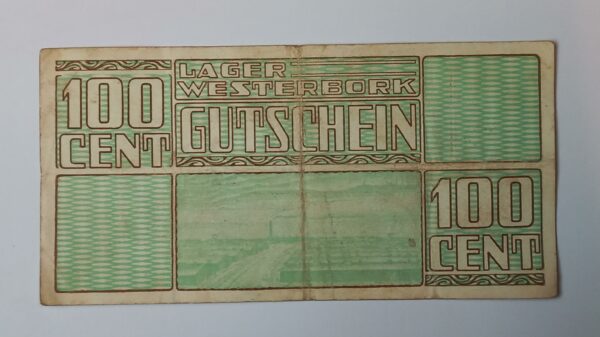 100
CENT
LAGER
WESTERBORK
GUTSCHEIN
100
CENT